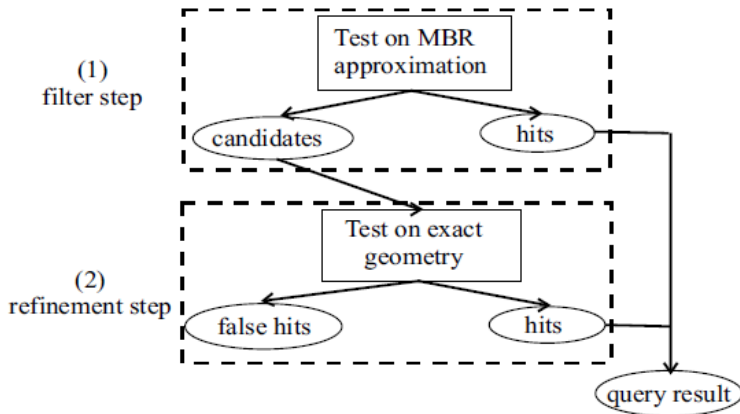 Test on MBR
approximation
(1)
filter step
candidates
hits
Test on exact
geometry
(2)
refinement step
false hits
hits
query result